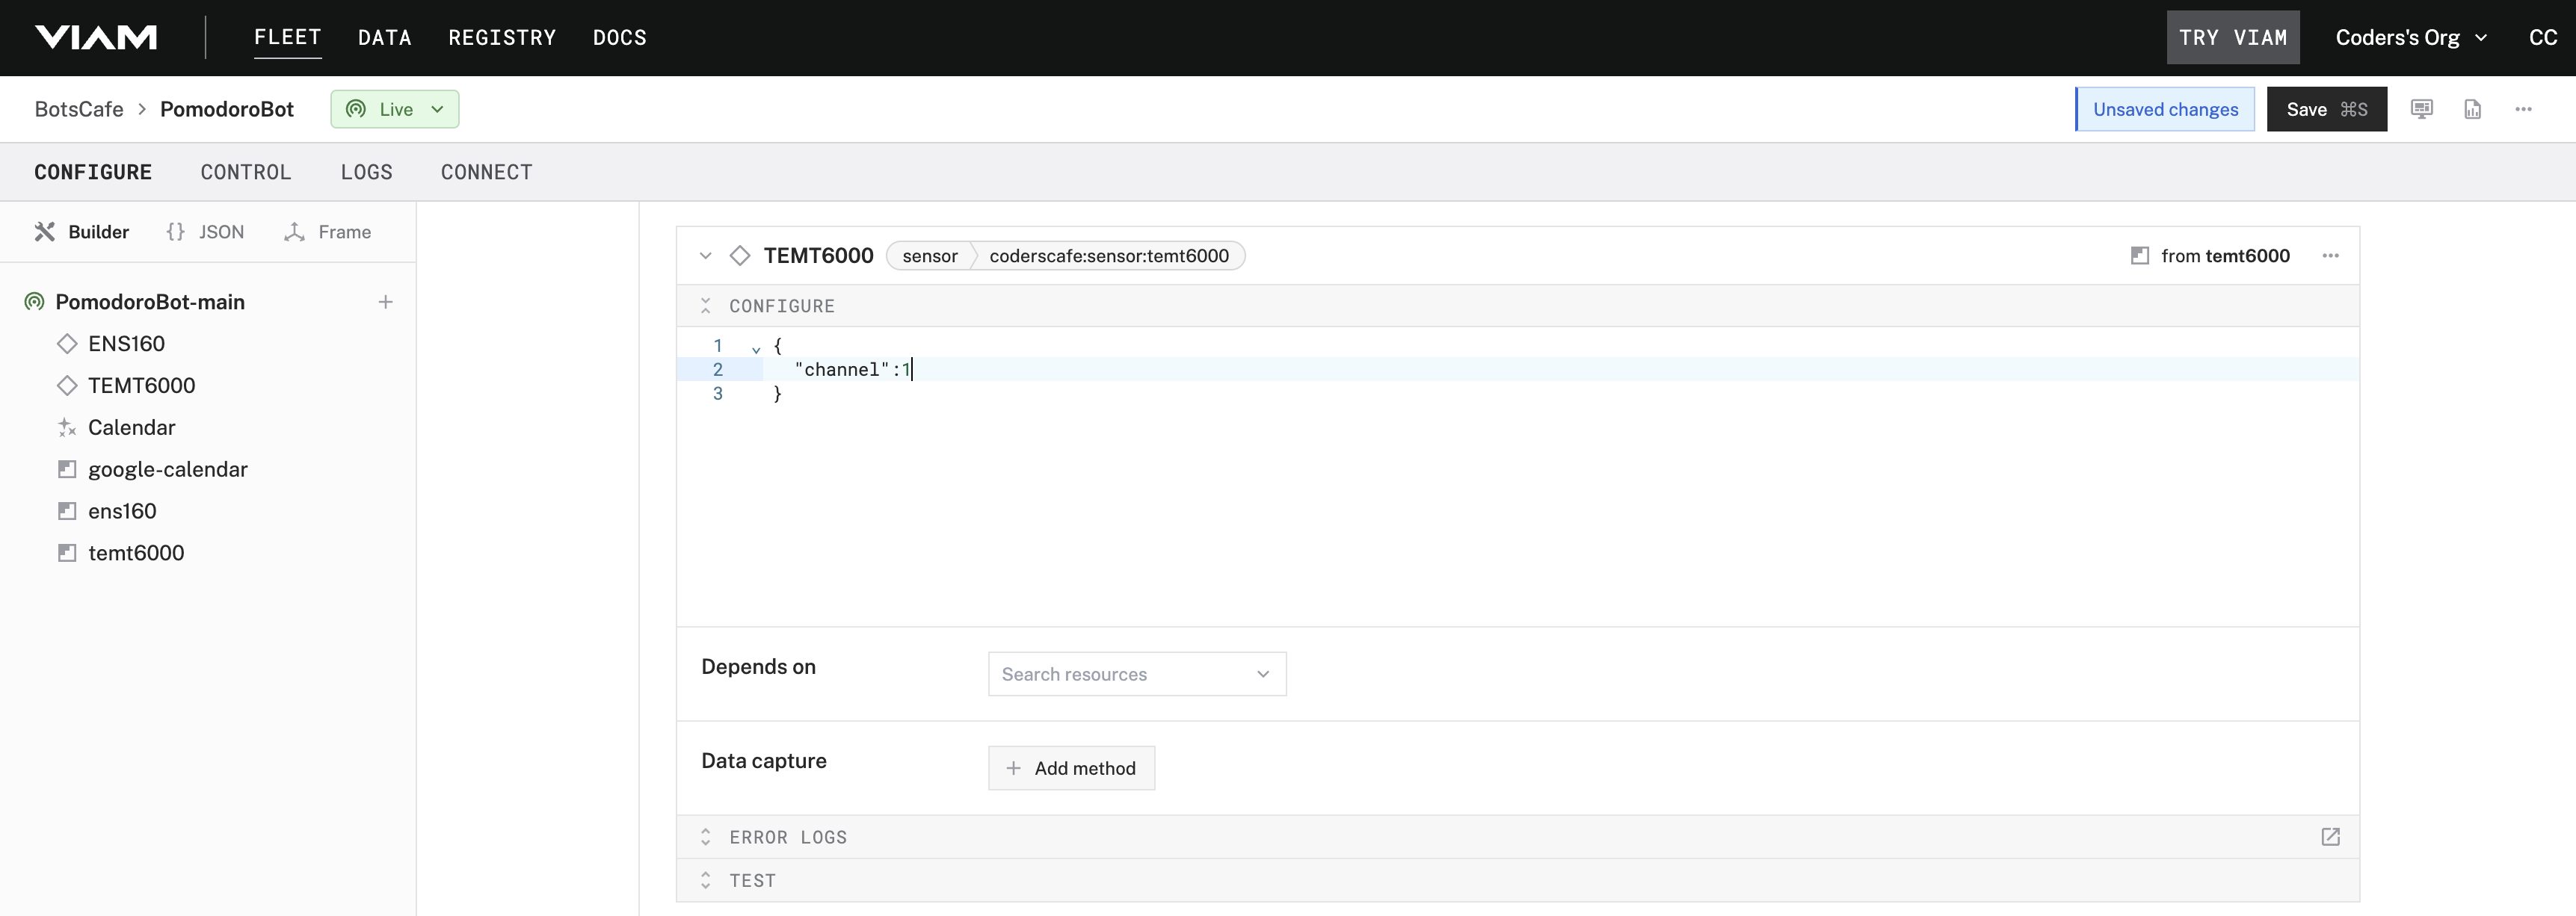 VIAM FLEET DATA REGISTRY DOCS TRY VIAM Coders's Org CC
BotsCafe > PomodoroBot Live Unsaved changes Save ⌘S
CONFIGURE CONTROL LOGS CONNECT
Builder {} JSON Frame
PomodoroBot-main
ENS160
TEMT6000
Calendar
google-calendar
ens160
temt6000
TEMT6000 sensor coderscafe:sensor:temt6000 from temt6000
CONFIGURE
1 {
2 "channel":1
3 }
Depends on Search resources
Data capture + Add method
ERROR LOGS
TEST